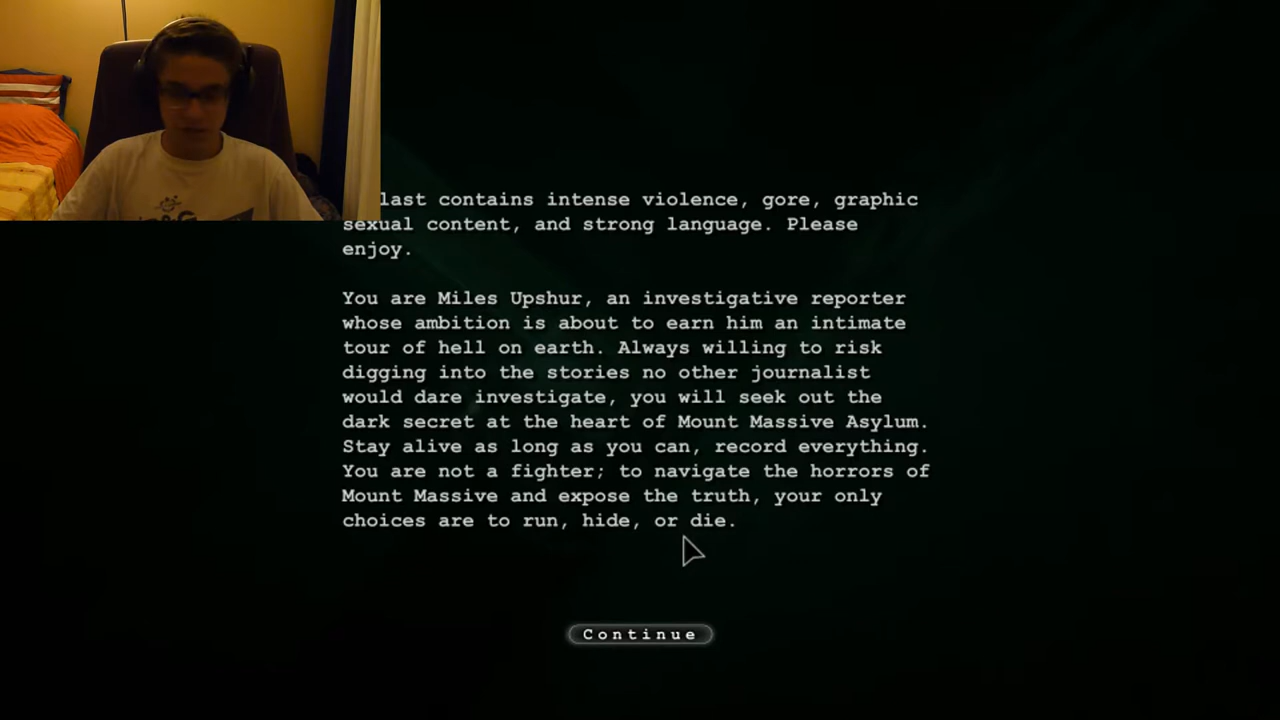 last contains intense violence, gore, graphic
sexual content, and strong language. Please
enjoy.
You are Miles Upshur, an investigative reporter
whose ambition is about to earn him an intimate
tour of hell on earth. Always willing to risk
digging into the stories no other journalist
would dare investigate, you will seek out the
dark secret at the heart of Mount Massive Asylum.
Stay alive as long as you can, record everything.
You are not a fighter; to navigate the horrors of
Mount Massive and expose the truth, your only
choices are to run, hide, or die.
Continue